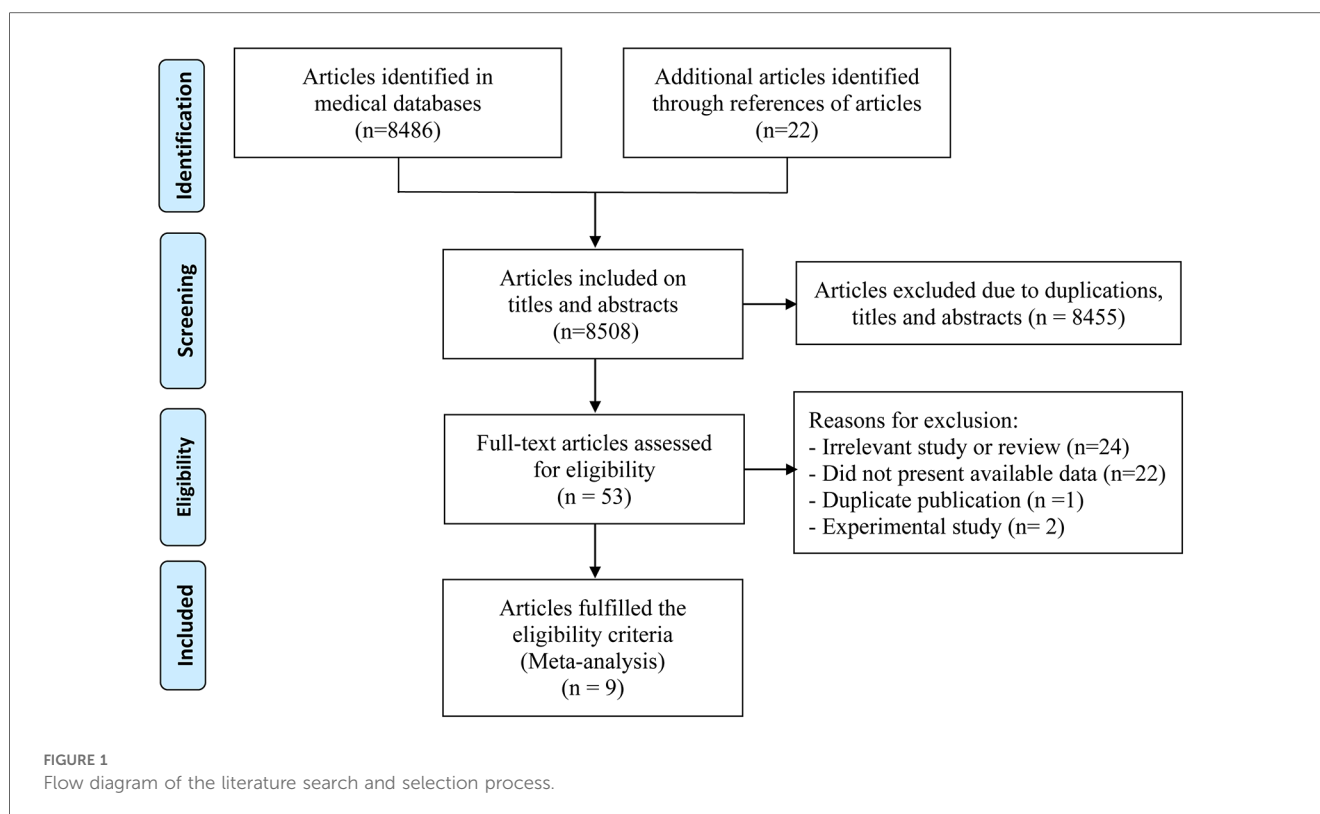 Identification
Articles identified in
medical databases
(n=8486)
Additional articles identified
through references of articles
(n=22)
Screening
Articles included on
titles and abstracts
(n=8508)
Articles excluded due to duplications,
titles and abstracts (n = 8455)
Eligibility
Full-text articles assessed
for eligibility
(n = 53)
Reasons for exclusion:
- Irrelevant study or review (n=24)
- Did not present available data (n=22)
- Duplicate publication (n =1)
- Experimental study (n= 2)
Included
Articles fulfilled the
eligibility criteria
(Meta-analysis)
(n = 9)
FIGURE 1
Flow diagram of the literature search and selection process.